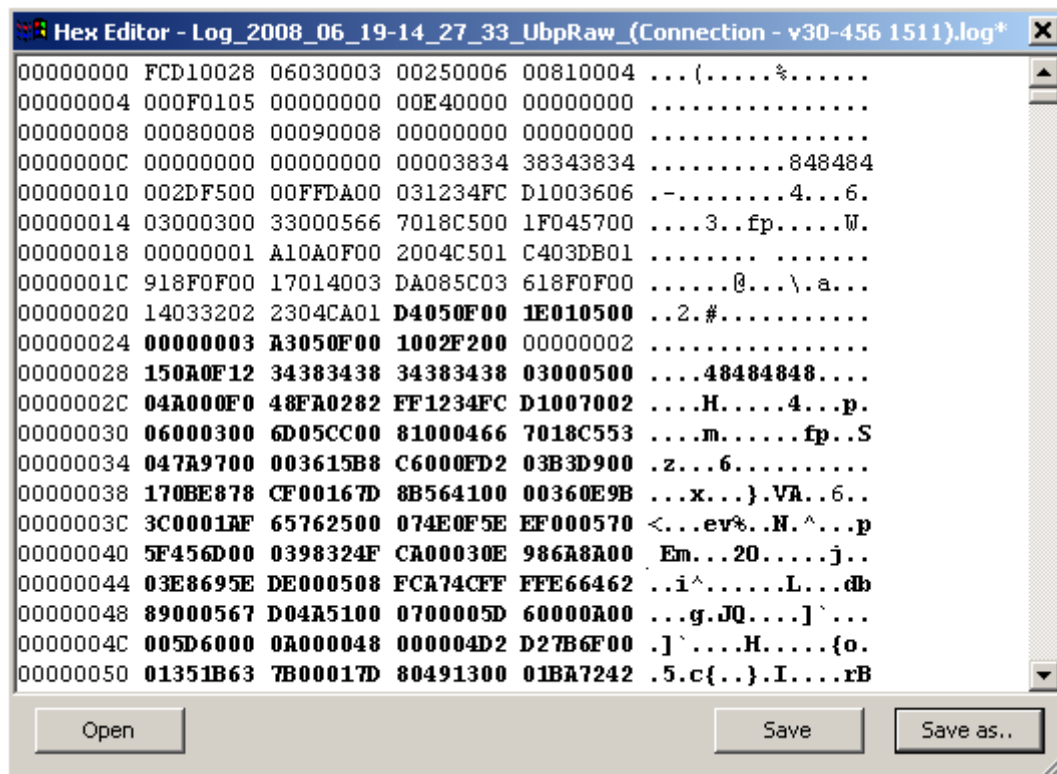 Hex Editor - Log_2008_06_19-14_27_33_UbpRaw_(Connection - v30-456 1511).log*
00000000 FCD10028 06030003 00250006 00810004 ...(.....%......
00000004 000F0105 00000000 00E40000 00000000 ................
00000008 00080008 00090008 00000000 00000000 ................
0000000C 00000000 00000000 00003834 38343834 ..........848484
00000010 002DF500 00FFDA00 031234FC D1003606 .-........4...6.
00000014 03000300 33000566 7018C500 1F045700 ....3..fp.....W.
00000018 00000001 A10A0F00 2004C501 C403DB01 ........ .......
0000001C 918F0F00 17014003 DA085C03 618F0F00 ......@...\.a...
00000020 14033202 2304CA01 D4050F00 1E010500 ..2.#...........
00000024 00000003 A3050F00 1002F200 00000002 ................
00000028 150A0F12 34383438 34383438 03000500 ....48484848....
0000002C 04A000F0 48FA0282 FF1234FC D1007002 ....H.....4...p.
00000030 06000300 6D05CC00 81000466 7018C553 ....m......fp..S
00000034 047A9700 003615B8 C6000FD2 03B3D900 .z...6..........
00000038 170BE878 CF00167D 8B564100 00360E9B ...x...}.VA..6..
0000003C 3C0001AF 65762500 074E0F5E EF000570 <...ev%..N.^...p
00000040 5F456D00 0398324F CA00030E 986A8A00 _Em...2O.....j..
00000044 03E8695E DE000508 FCA74CFF FFE66462 ..i^......L...db
00000048 89000567 D04A5100 0700005D 60000A00 ...g.JQ....]`...
0000004C 005D6000 0A000048 000004D2 D27B6F00 .]`....H.....{o.
00000050 01351B63 7B00017D 80491300 01BA7242 .5.c{..}.I....rB
Open Save Save as..